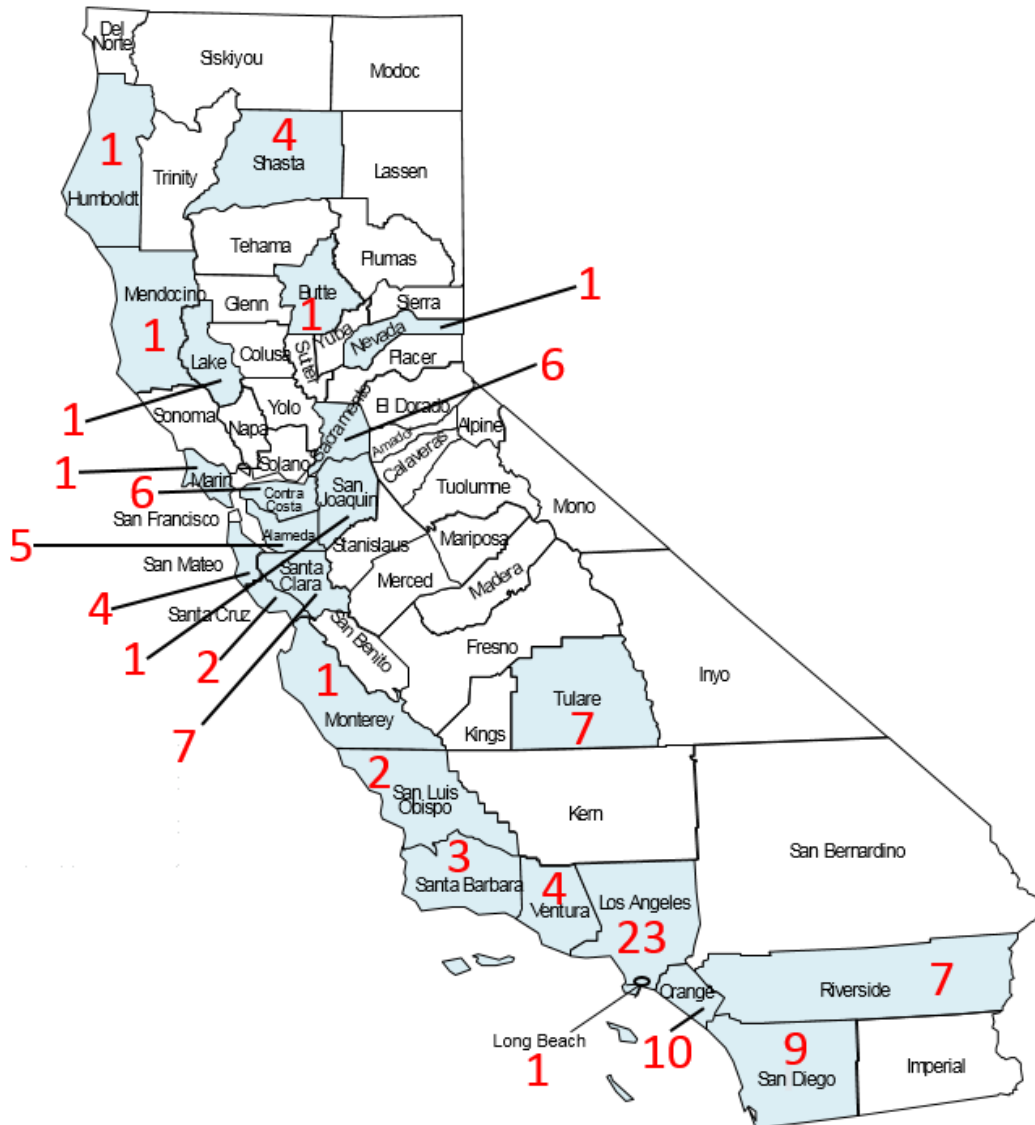 Del
Norte
Siskiyou
Modoc
1
Humboldt
Trinity
4
Shasta
Lassen
Tehama
Plumas
Mendocino
1
Glenn
Butte
1
Sierra
1
Yuba
Nevada
Lake
1
Colusa
Sutter
Placer
6
Sonoma
Napa
Yolo
Sacramento
El Dorado
Amador
Alpine
Calaveras
Solano
1
Marin
6
Contra
Costa
San
Joaquin
Tuolumne
Mono
San Francisco
Alameda
5
Stanislaus
Mariposa
San Mateo
4
Santa
Clara
Merced
Madera
Santa Cruz
1
2
7
San Benito
Fresno
Inyo
1
Monterey
Kings
Tulare
7
2
San Luis
Obispo
Kern
San Bernardino
3
Santa Barbara
4
Ventura
Los Angeles
23
Orange
10
Riverside
7
Long Beach
1
9
San Diego
Imperial